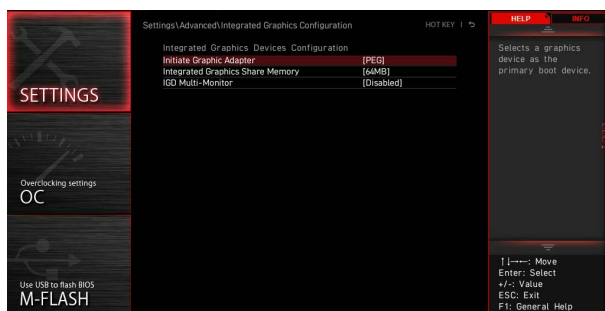 Settings\Advanced\Integrated Graphics Configuration
HOT KEY | ⮌
HELP
INFO
Integrated Graphics Devices Configuration
Initiate Graphic Adapter [PEG]
Integrated Graphics Share Memory [64MB]
IGD Multi-Monitor [Disabled]
SETTINGS
Overclocking settings
OC
Use USB to flash BIOS
M-FLASH
Selects a graphics
device as the
primary boot device.
↑↓→←: Move
Enter: Select
+/-: Value
ESC: Exit
F1: General Help